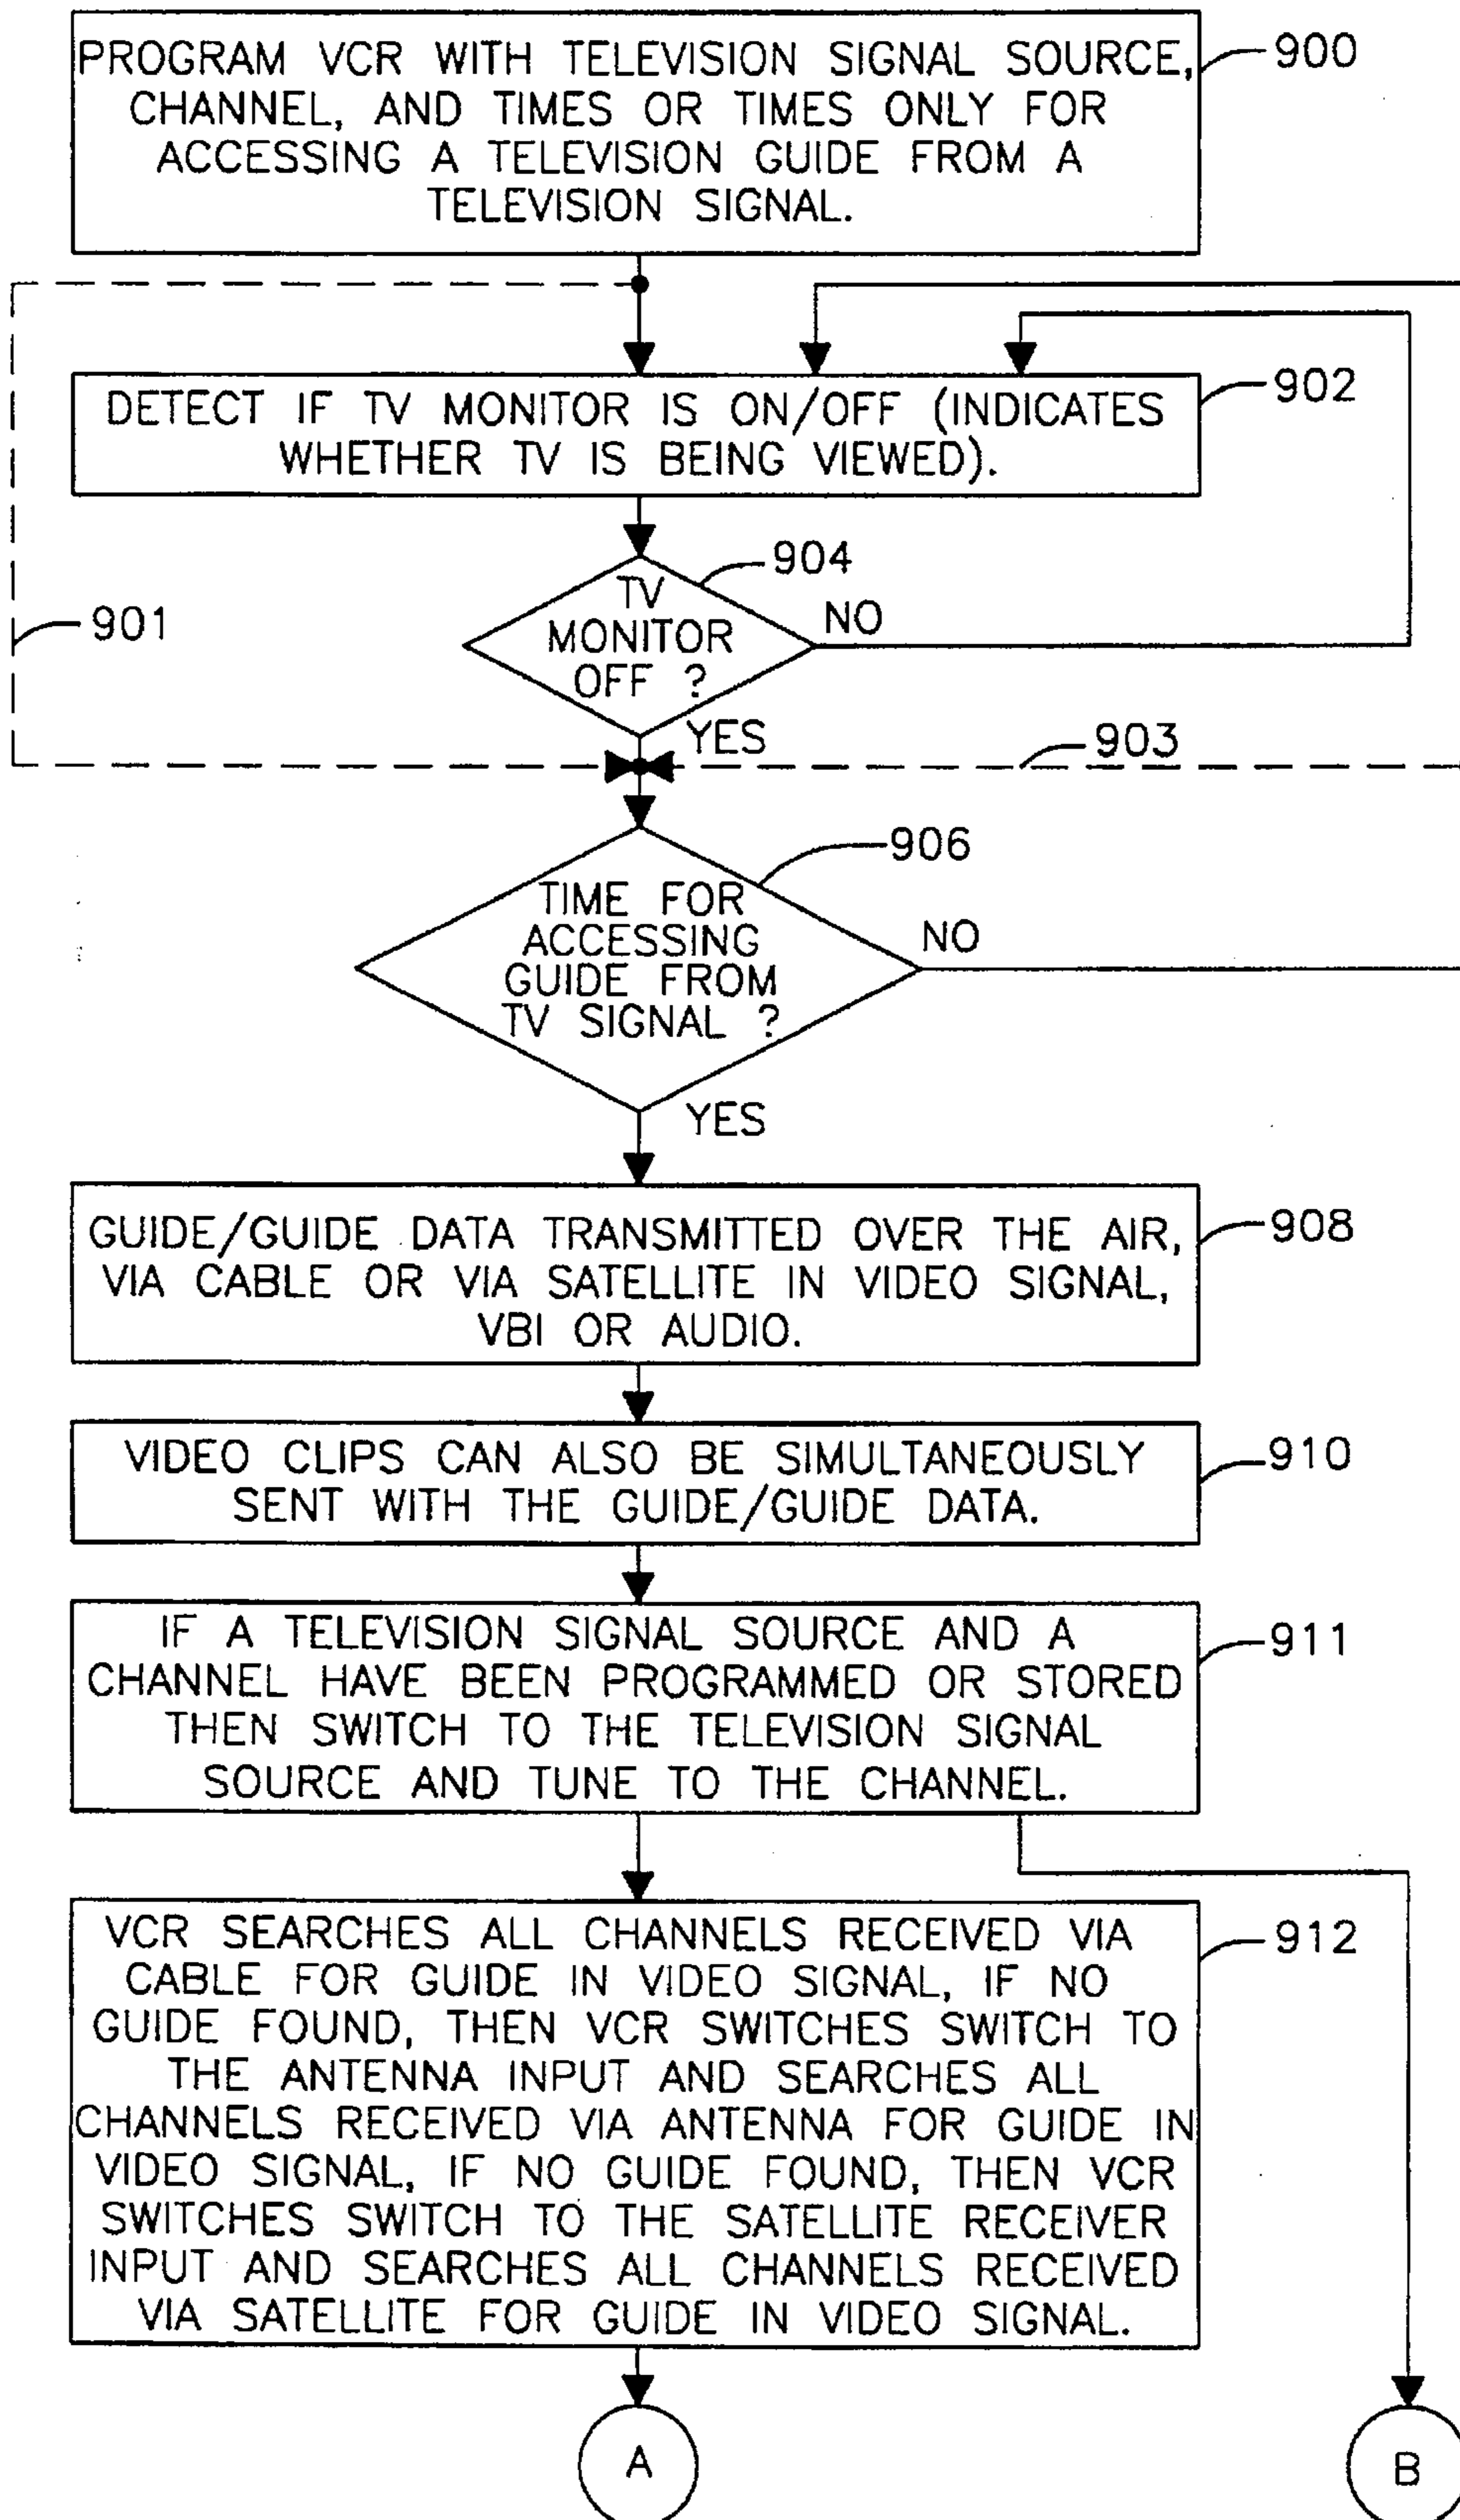 PROGRAM VCR WITH TELEVISION SIGNAL SOURCE,
CHANNEL, AND TIMES OR TIMES ONLY FOR
ACCESSING A TELEVISION GUIDE FROM A
TELEVISION SIGNAL.
900
DETECT IF TV MONITOR IS ON/OFF (INDICATES
WHETHER TV IS BEING VIEWED).
902
904
TV
MONITOR
OFF ?
NO
901
YES
903
906
TIME FOR
ACCESSING
GUIDE FROM
TV SIGNAL ?
NO
YES
GUIDE/GUIDE DATA TRANSMITTED OVER THE AIR,
VIA CABLE OR VIA SATELLITE IN VIDEO SIGNAL,
VBI OR AUDIO.
908
VIDEO CLIPS CAN ALSO BE SIMULTANEOUSLY
SENT WITH THE GUIDE/GUIDE DATA.
910
IF A TELEVISION SIGNAL SOURCE AND A
CHANNEL HAVE BEEN PROGRAMMED OR STORED
THEN SWITCH TO THE TELEVISION SIGNAL
SOURCE AND TUNE TO THE CHANNEL.
911
VCR SEARCHES ALL CHANNELS RECEIVED VIA
CABLE FOR GUIDE IN VIDEO SIGNAL, IF NO
GUIDE FOUND, THEN VCR SWITCHES SWITCH TO
THE ANTENNA INPUT AND SEARCHES ALL
CHANNELS RECEIVED VIA ANTENNA FOR GUIDE IN
VIDEO SIGNAL, IF NO GUIDE FOUND, THEN VCR
SWITCHES SWITCH TO THE SATELLITE RECEIVER
INPUT AND SEARCHES ALL CHANNELS RECEIVED
VIA SATELLITE FOR GUIDE IN VIDEO SIGNAL.
912
A
B